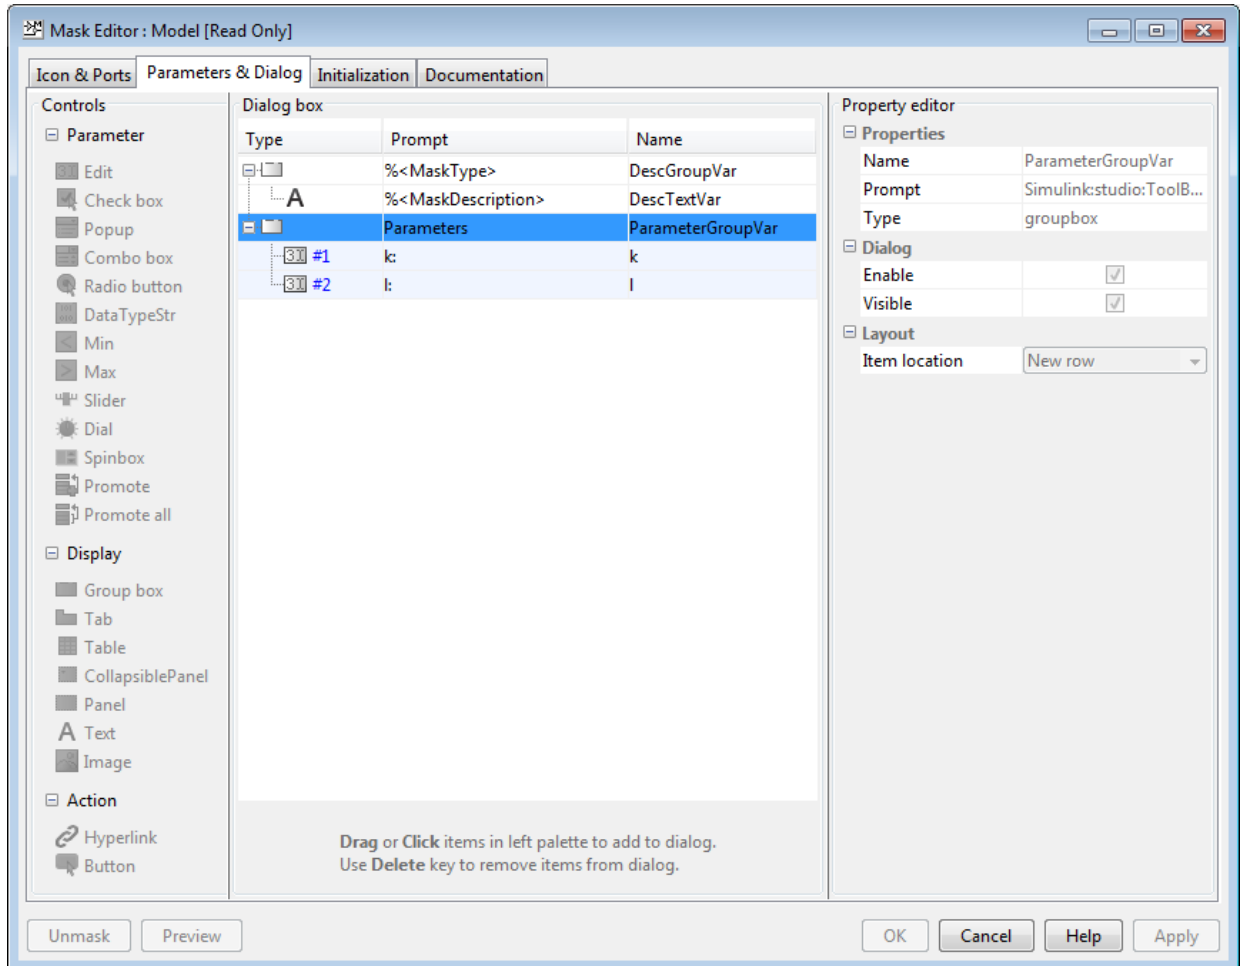 Mask Editor : Model [Read Only]
Icon & Ports
Parameters & Dialog
Initialization
Documentation
Controls
Parameter
Edit
Check box
Popup
Combo box
Radio button
DataTypeStr
Min
Max
Slider
Dial
Spinbox
Promote
Promote all
Display
Group box
Tab
Table
CollapsiblePanel
Panel
A Text
Image
Action
Hyperlink
Button
Dialog box
Type Prompt Name
%<MaskType> DescGroupVar
A %<MaskDescription> DescTextVar
Parameters ParameterGroupVar
#1 k: k
#2 l: l
Drag or Click items in left palette to add to dialog.
Use Delete key to remove items from dialog.
Property editor
Properties
Name ParameterGroupVar
Prompt Simulink:studio:ToolB...
Type groupbox
Dialog
Enable
Visible
Layout
Item location New row
Unmask
Preview
OK
Cancel
Help
Apply